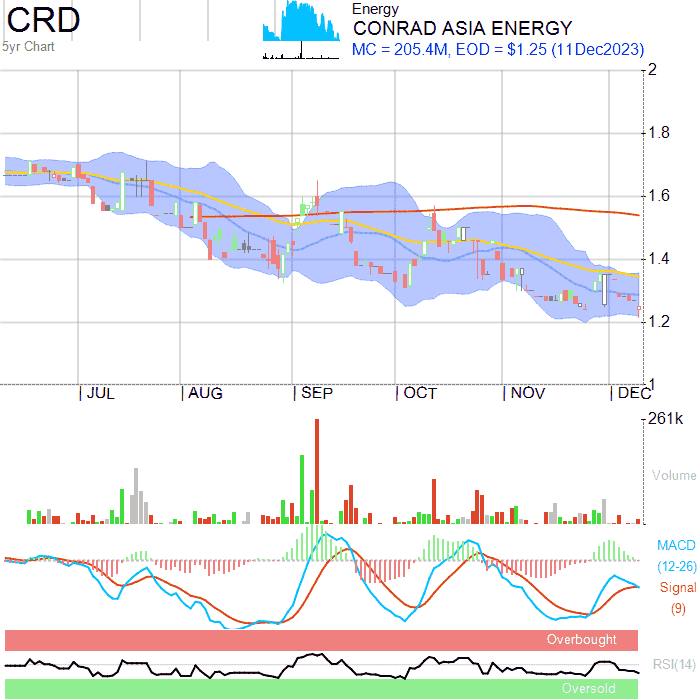 CRD
5yr Chart
Energy
CONRAD ASIA ENERGY
MC = 205.4M, EOD = $1.25 (11Dec2023)
2
1.8
1.6
1.4
1.2
1
JUL
AUG
SEP
OCT
NOV
DEC
261k
Volume
MACD
(12-26)
Signal
(9)
Overbought
RSI(14)
Oversold